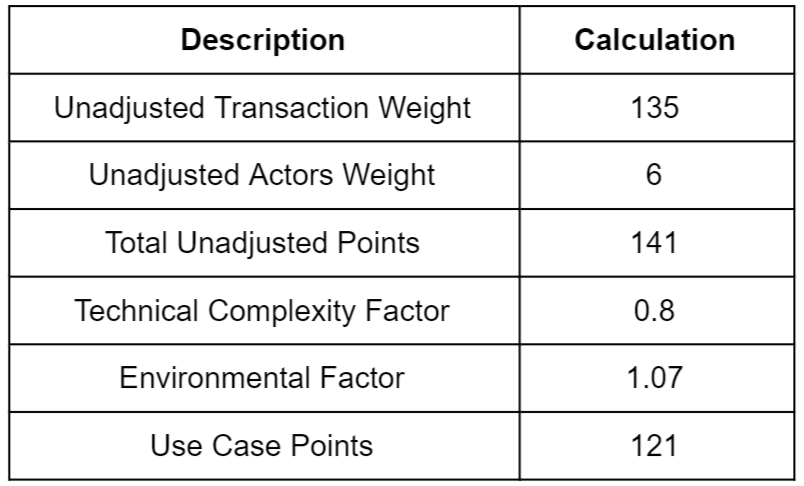 Description Calculation
Unadjusted Transaction Weight 135
Unadjusted Actors Weight 6
Total Unadjusted Points 141
Technical Complexity Factor 0.8
Environmental Factor 1.07
Use Case Points 121